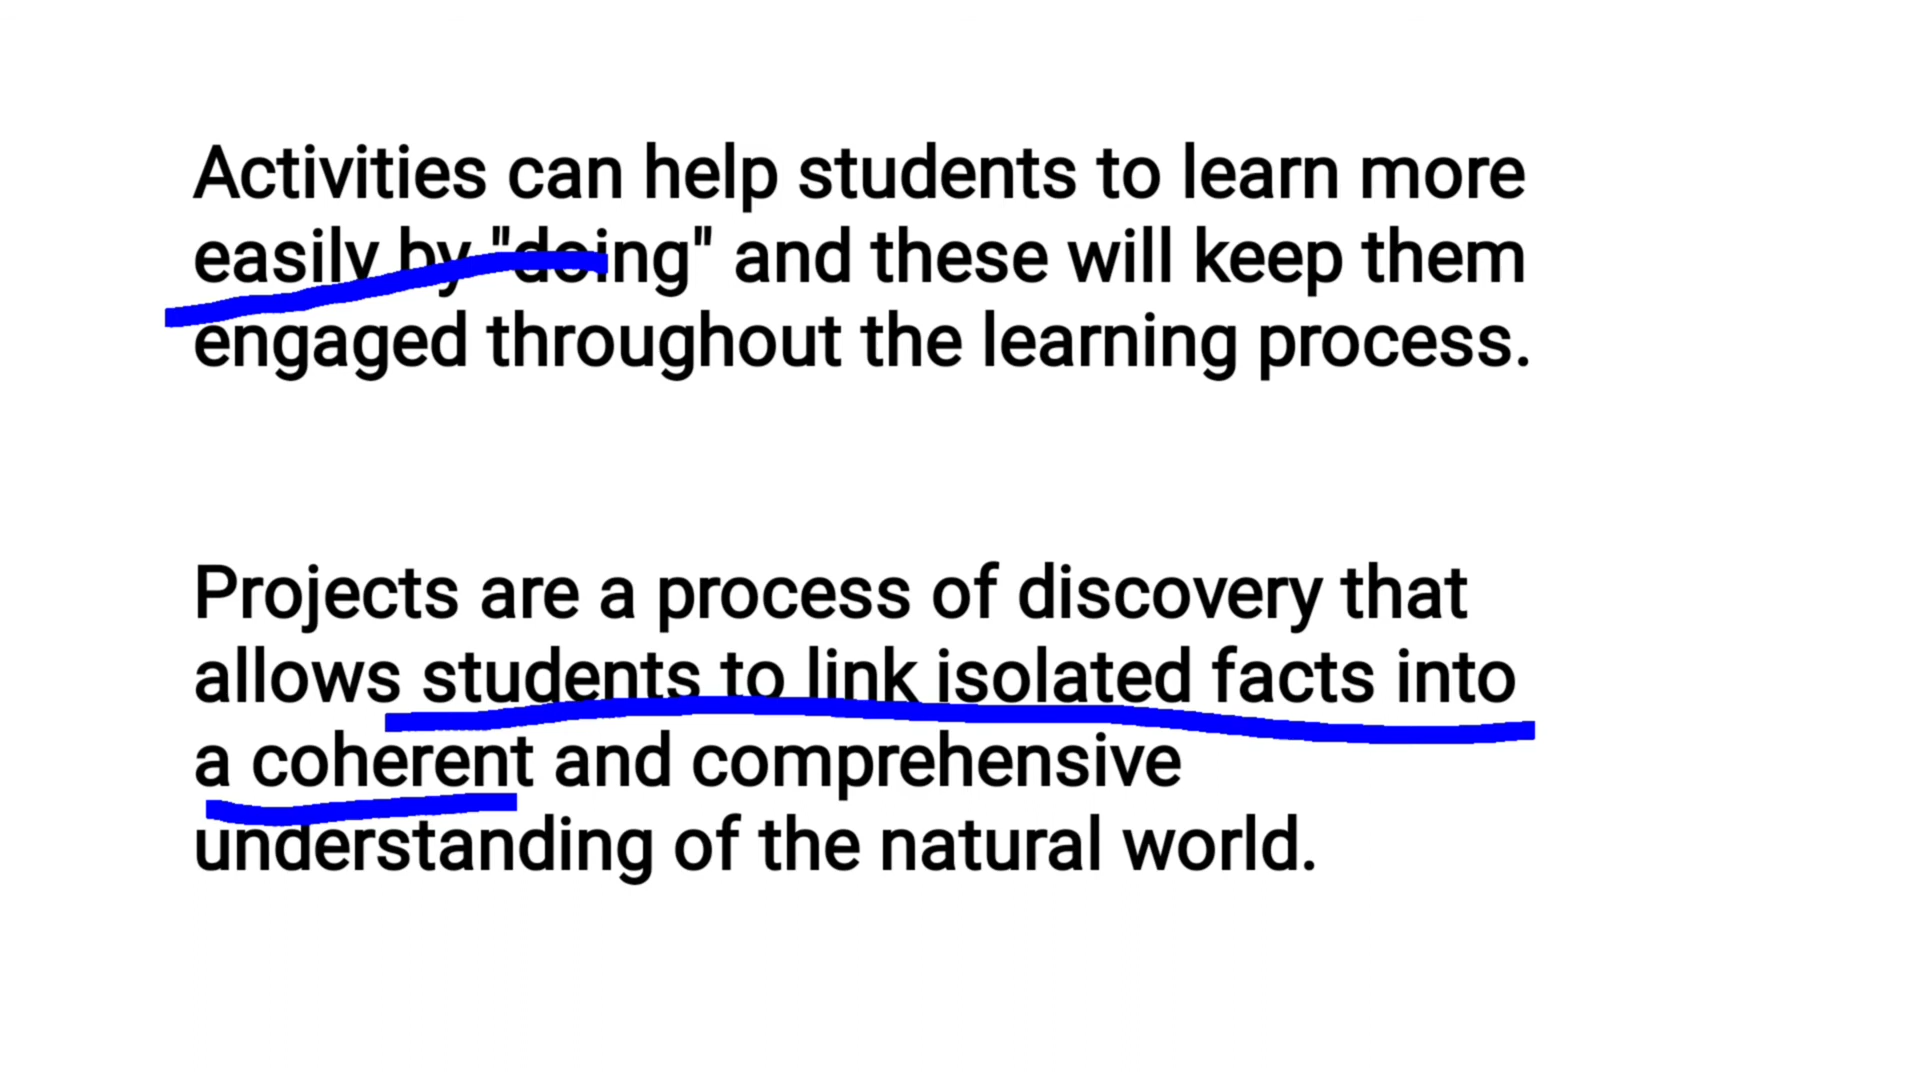 Activities can help students to learn more
easily by "doing" and these will keep them
engaged throughout the learning process.
Projects are a process of discovery that
allows students to link isolated facts into
a coherent and comprehensive
understanding of the natural world.